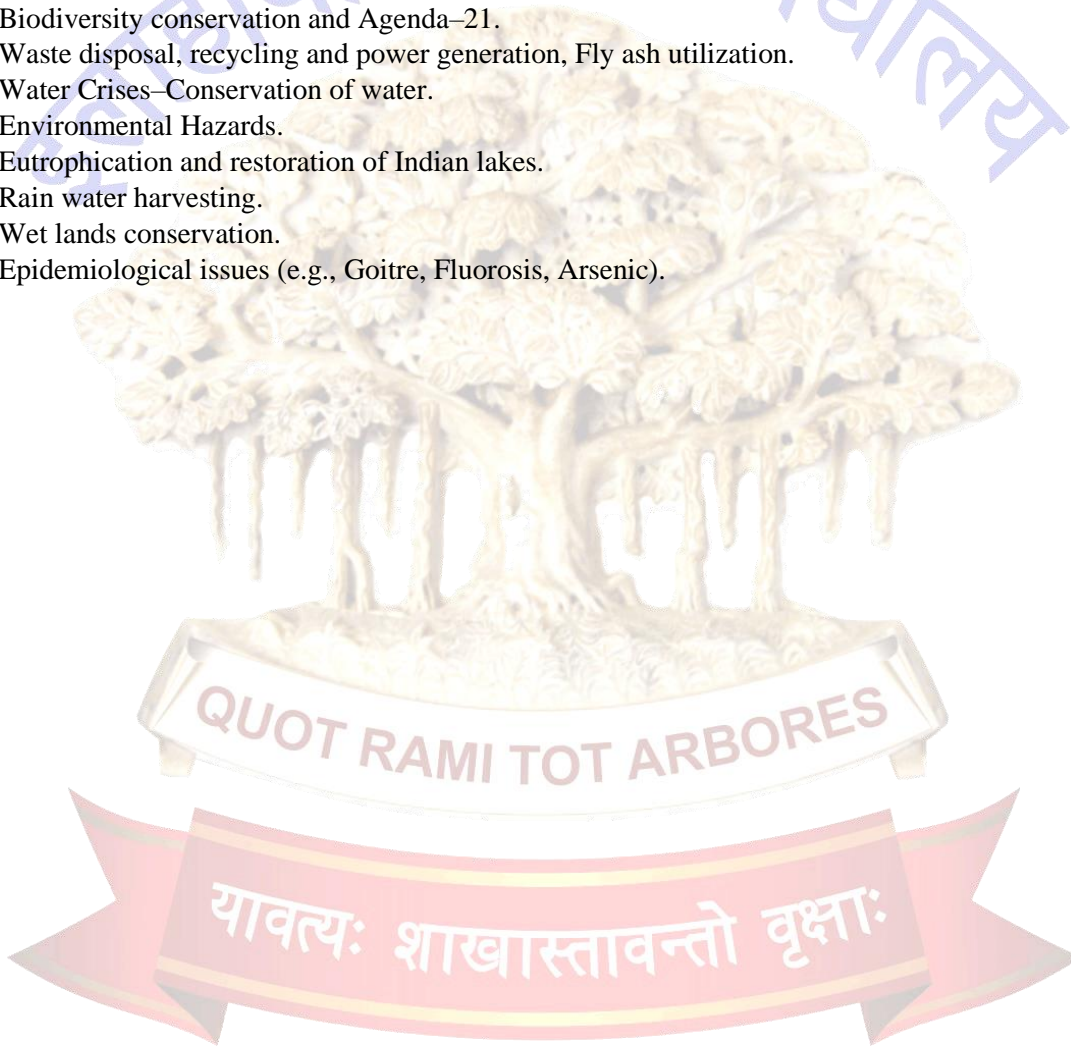 Biodiversity conservation and Agenda–21.
Waste disposal, recycling and power generation, Fly ash utilization.
Water Crises–Conservation of water.
Environmental Hazards.
Eutrophication and restoration of Indian lakes.
Rain water harvesting.
Wet lands conservation.
Epidemiological issues (e.g., Goitre, Fluorosis, Arsenic).
QUOT RAMI TOT ARBORES
यावत्यः शाखास्तावन्तो वृक्षाः